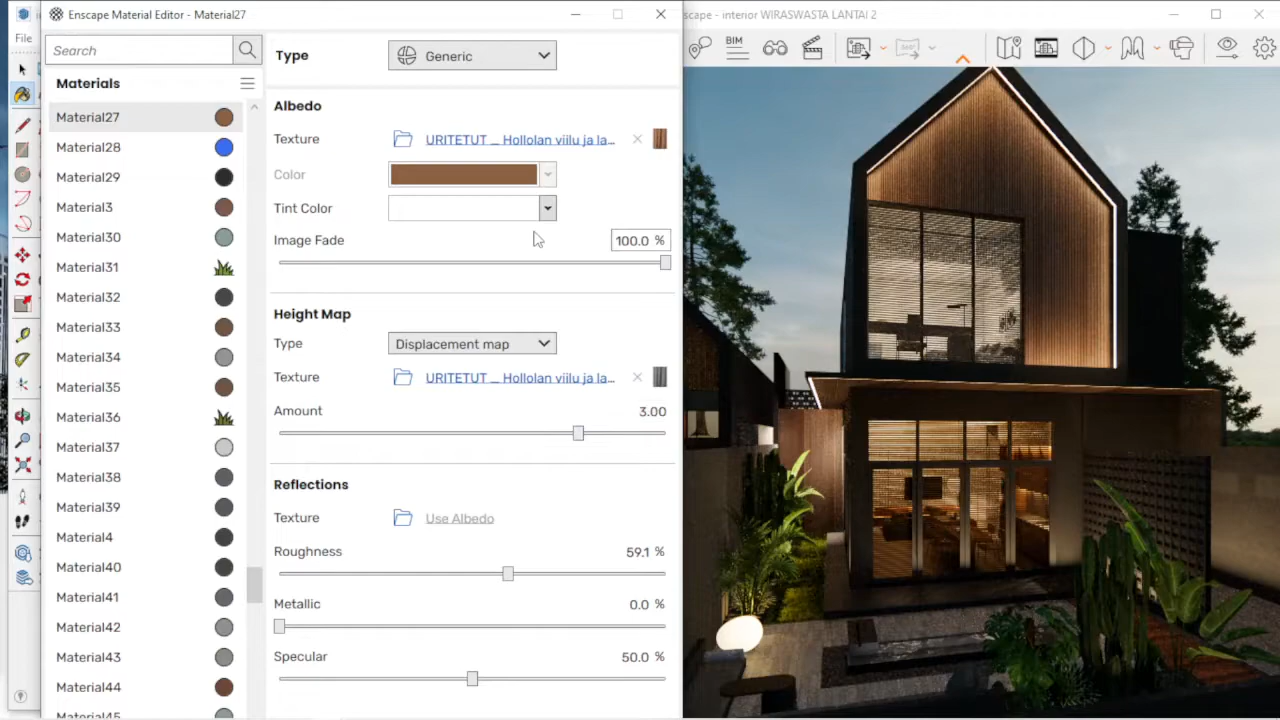 Enscape Material Editor - Material27
scape - interior WIRASWASTA LANTAI 2
File
Search
Materials
Material27
Material28
Material29
Material3
Material30
Material31
Material32
Material33
Material34
Material35
Material36
Material37
Material38
Material39
Material4
Material40
Material41
Material42
Material43
Material44
Material45
Type
Generic
Albedo
Texture
URITETUT _ Hollolan viilu ja la...
Color
Tint Color
Image Fade
100.0 %
Height Map
Type
Displacement map
Texture
URITETUT _ Hollolan viilu ja la...
Amount
3.00
Reflections
Texture
Use Albedo
Roughness
59.1 %
Metallic
0.0 %
Specular
50.0 %
BIM
360°